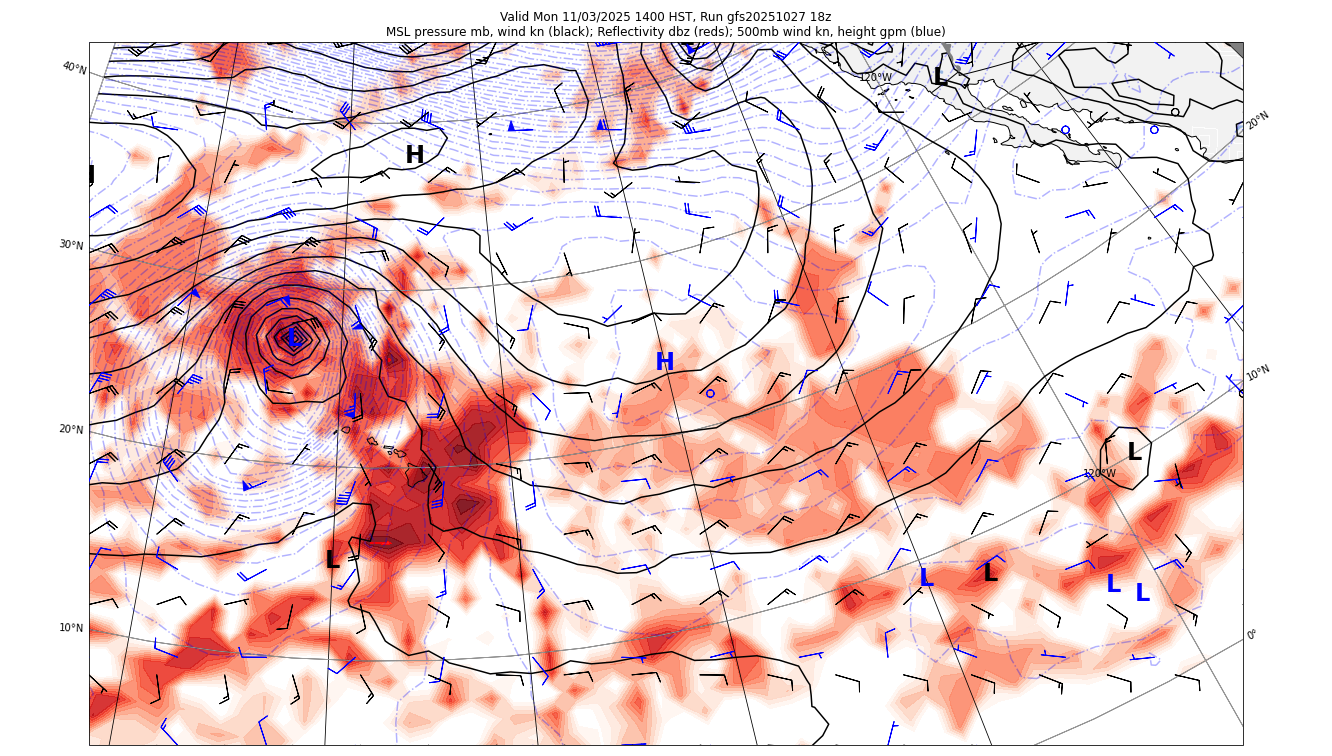 Valid Mon 11/03/2025 1400 HST, Run gfs20251027 18z
MSL pressure mb, wind kn (black); Reflectivity dbz (reds); 500mb wind kn, height gpm (blue)
40°N
120°W
L
20°N
H
30°N
L
H
10°N
20°N
L
120°W
L
L
L
L
L
10°N
0°